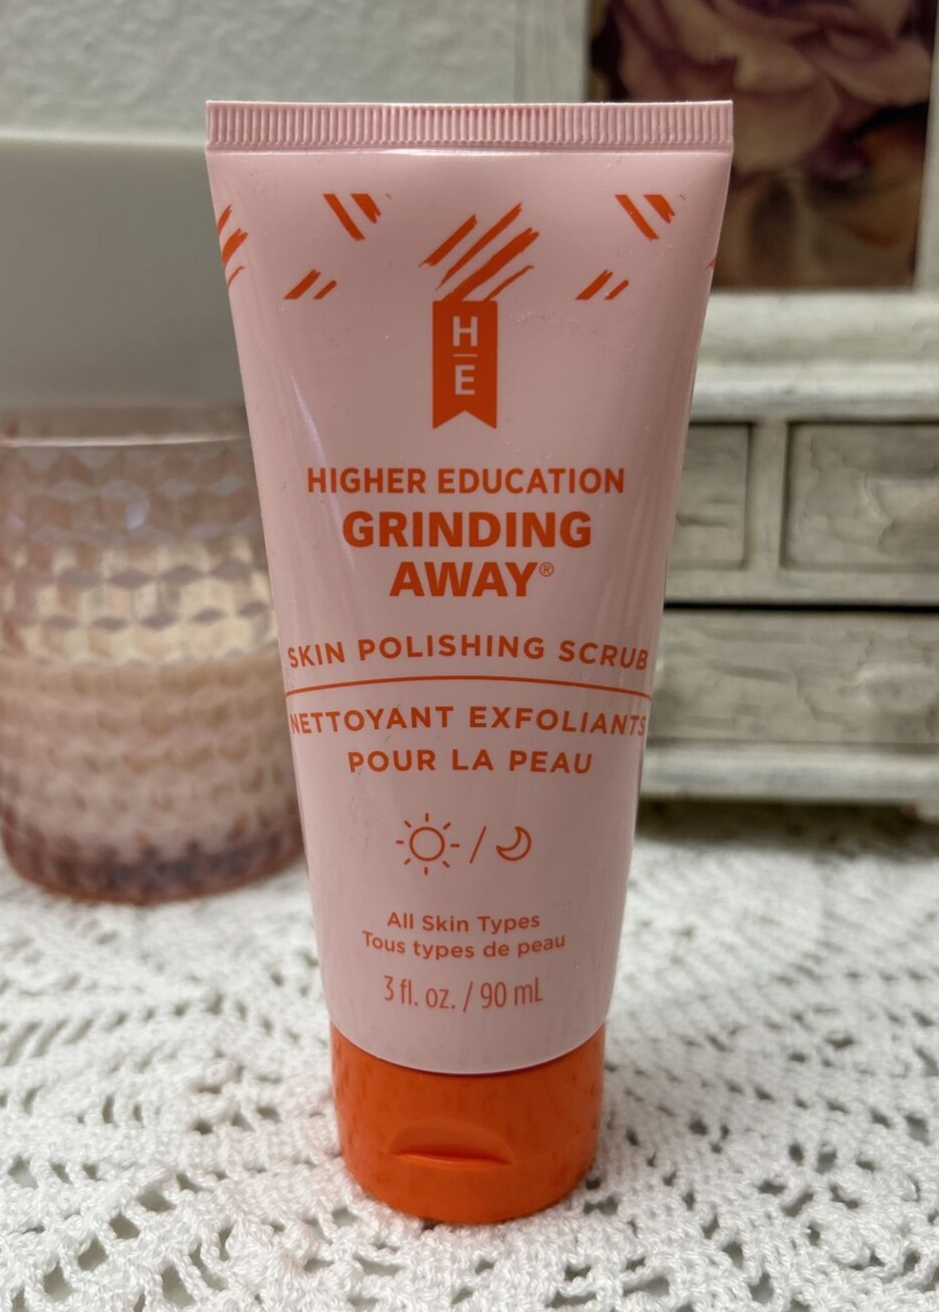 H
E
HIGHER EDUCATION
GRINDING
AWAY®
SKIN POLISHING SCRUB
NETTOYANT EXFOLIANTS
POUR LA PEAU
/
All Skin Types
Tous types de peau
3 fl. oz. / 90 mL